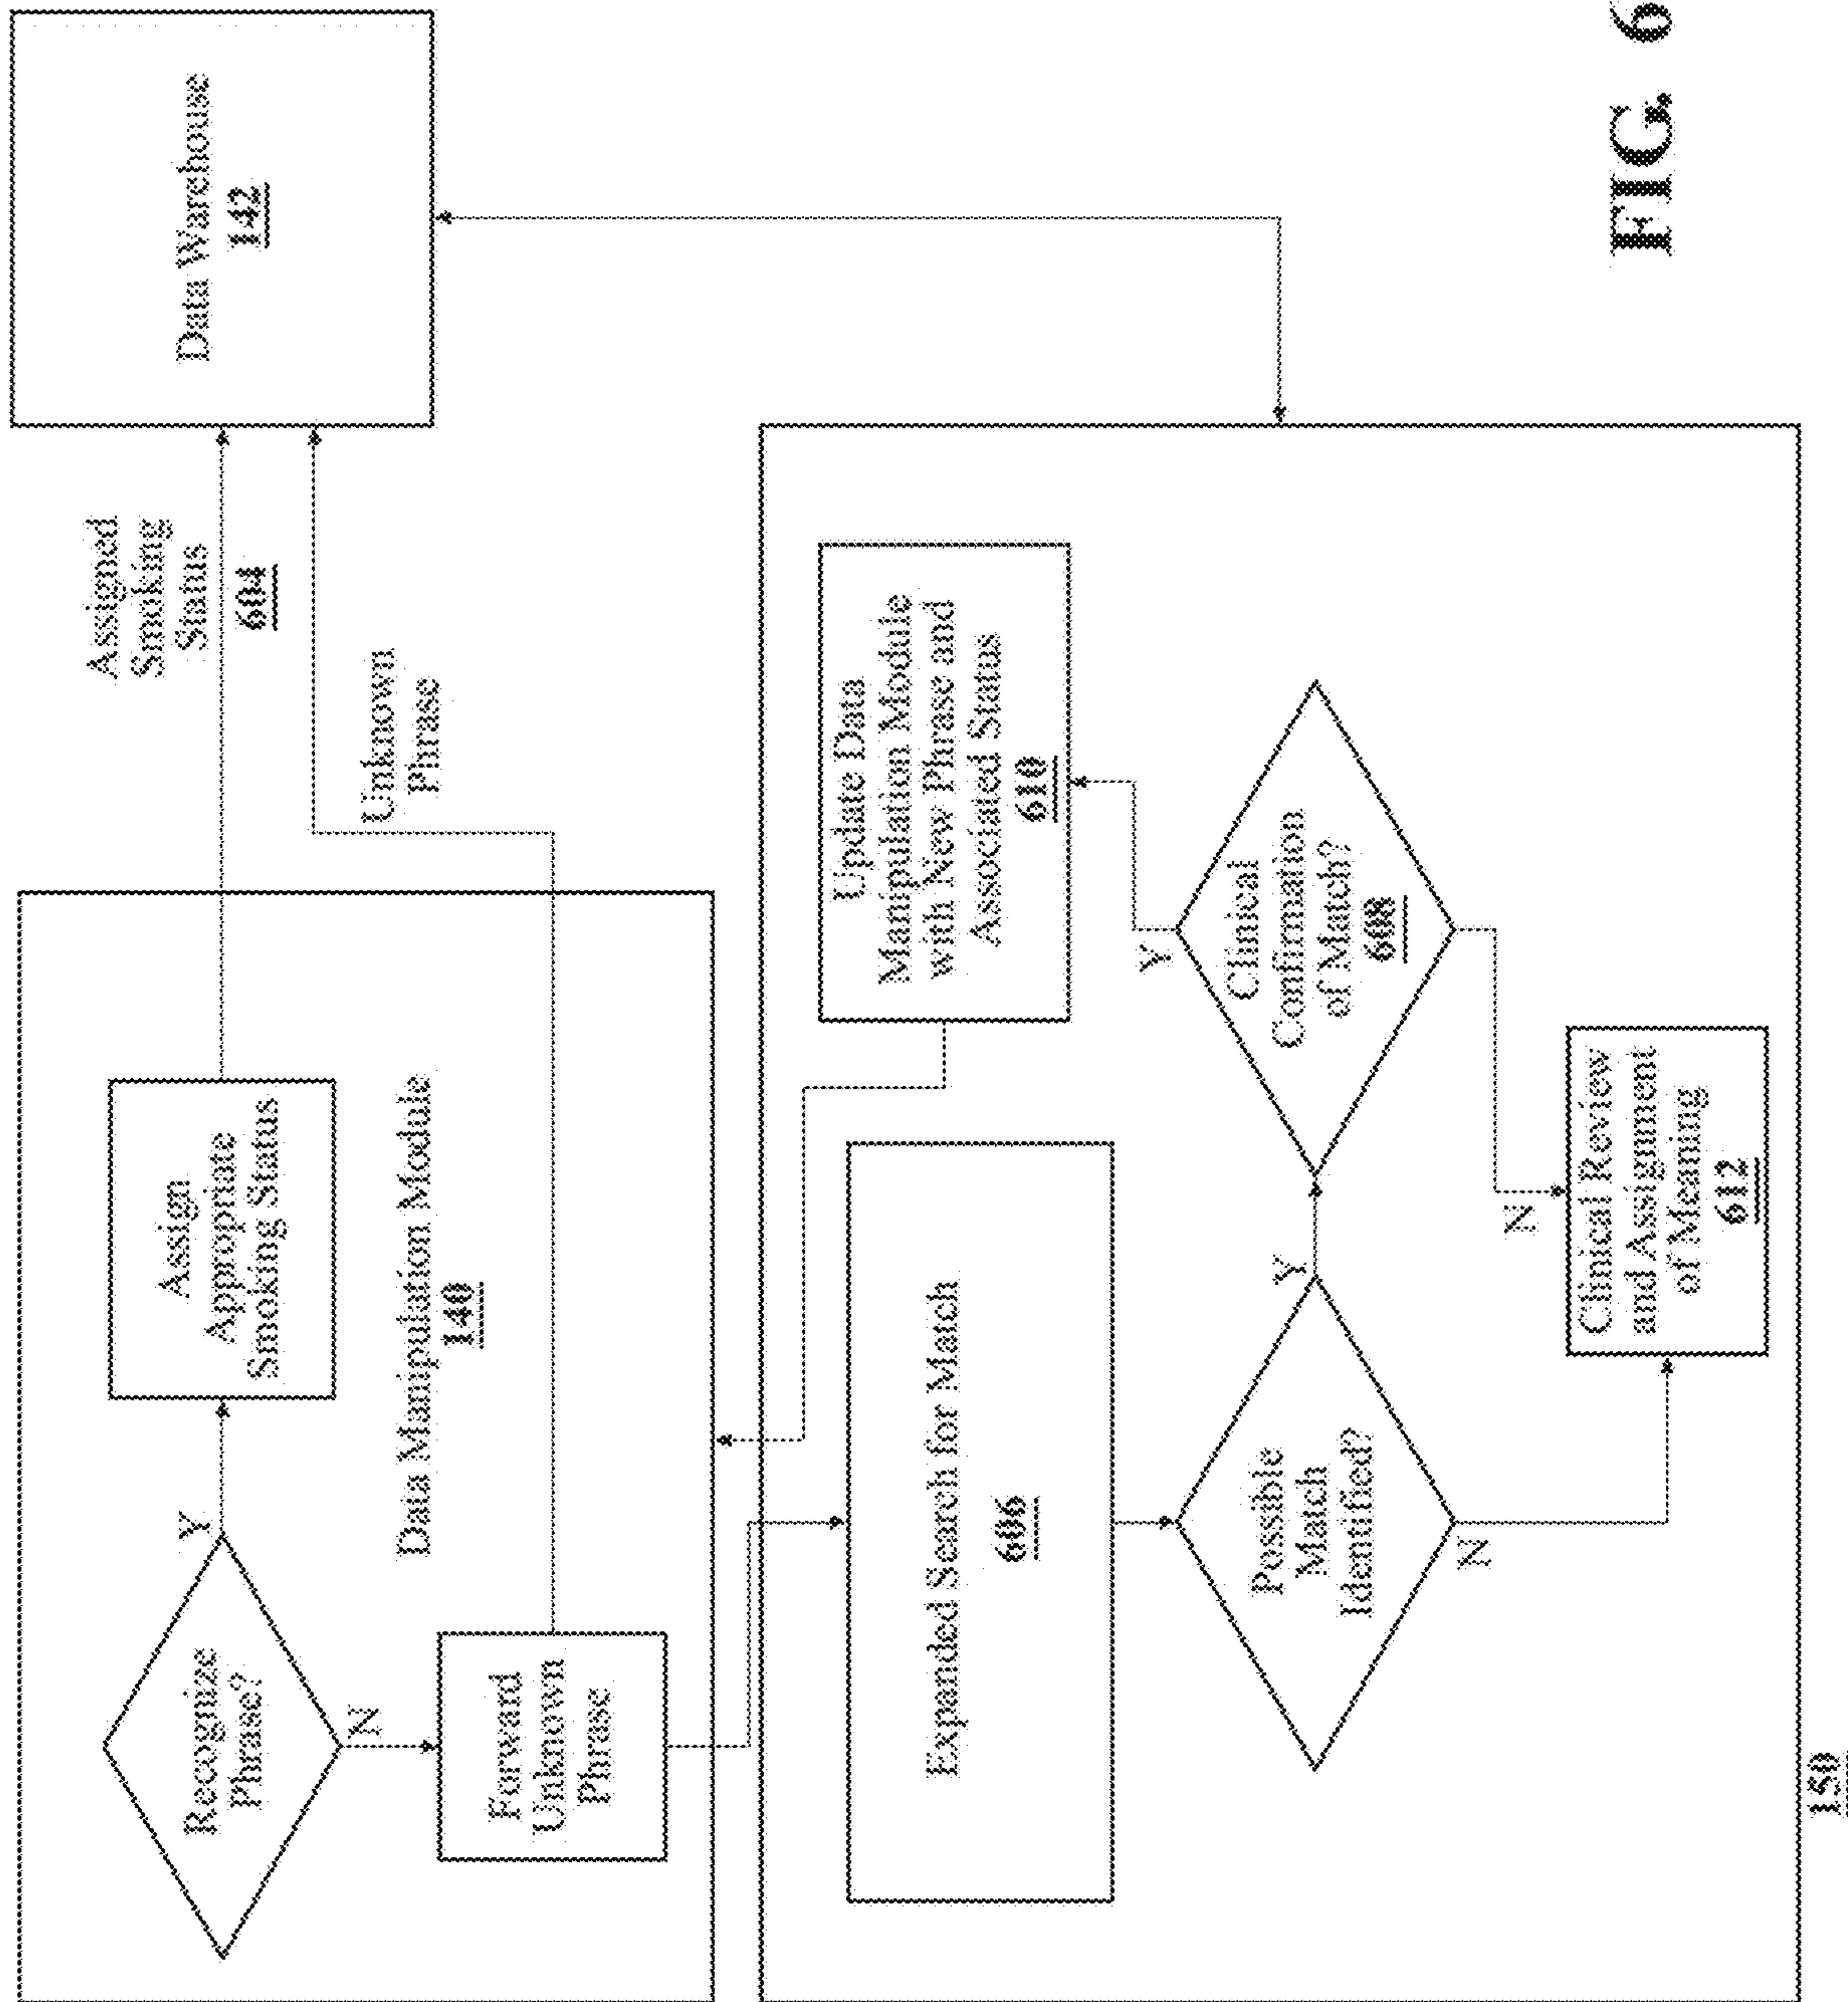 Recognize
Phrase?
Y
N
Assign
Appropriate
Smoking Status
Data Manipulation Module
140
Forward
Unknown
Phrase
Assigned
Smoking
Status
604
Unknown
Phrase
Data Warehouse
142
Expanded Search for Match
606
Possible
Match
Identified?
Y
N
Clinical
Confirmation
of Match?
608
Y
N
Update Data
Manipulation Module
with New Phrase and
Associated Status
610
Clinical Review
and Assignment
of Meaning
612
150
FIG. 6